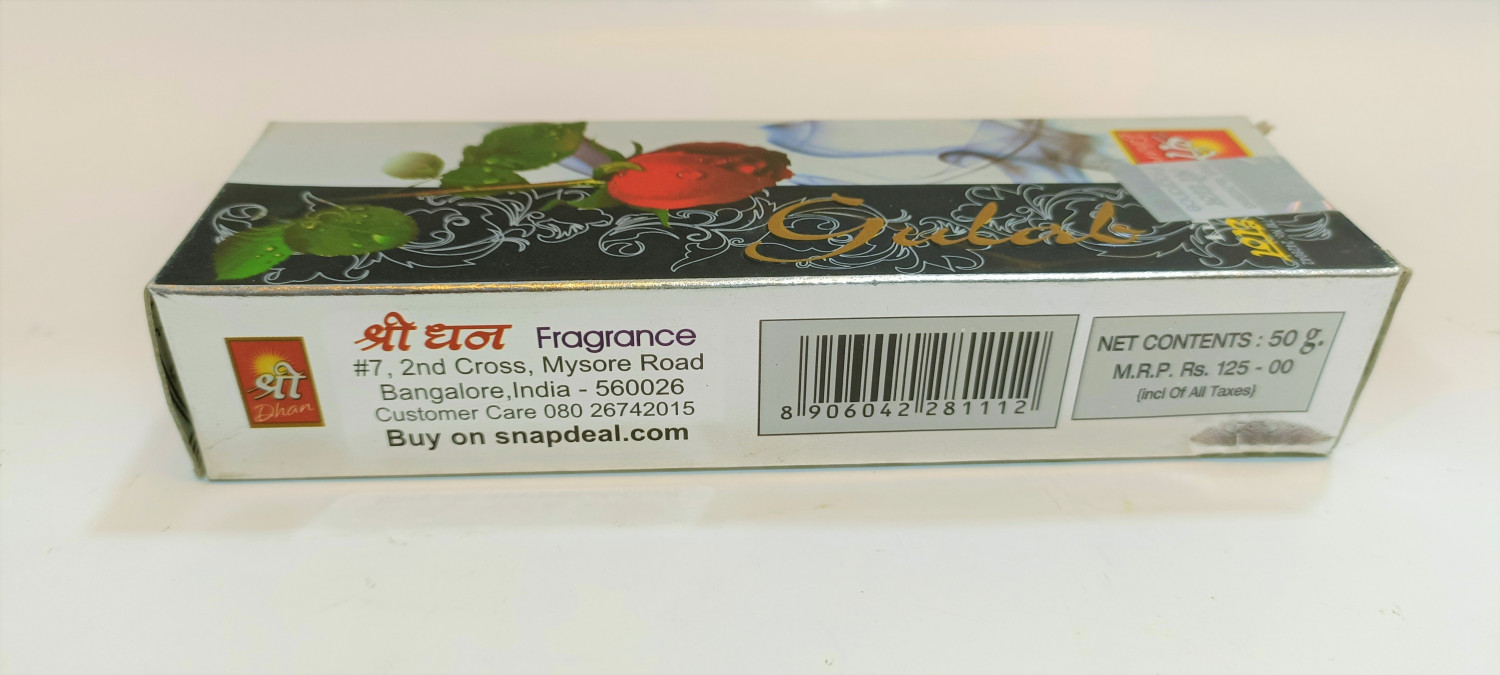 Gulab
श्री
Dhan
श्री धन Fragrance
#7, 2nd Cross, Mysore Road
Bangalore,India - 560026
Customer Care 080 26742015
Buy on snapdeal.com
8 906042 281112
NET CONTENTS : 50 g.
M.R.P. Rs. 125 - 00
{incl Of All Taxes}